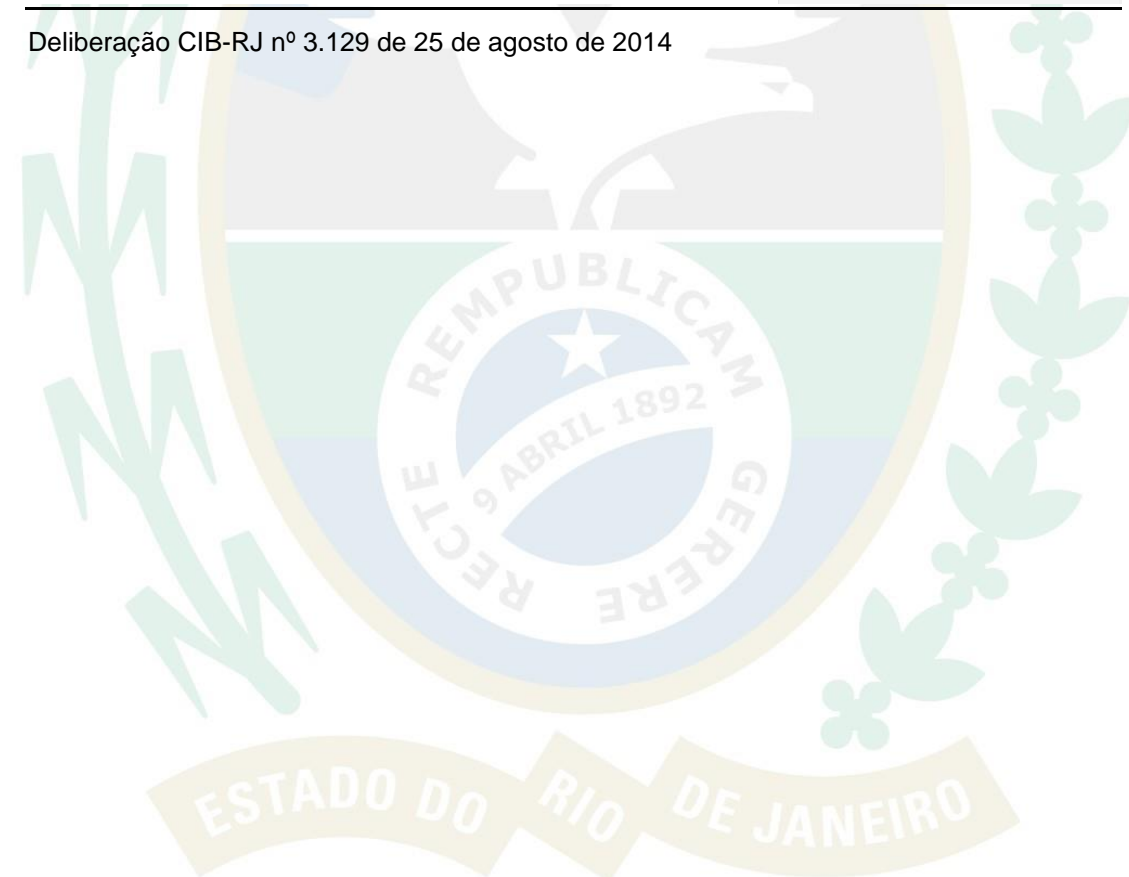 Deliberação CIB-RJ nº 3.129 de 25 de agosto de 2014
REMPUBLICAM
9 ABRIL 1892
RECTE
GERERE
ESTADO DO RIO DE JANEIRO